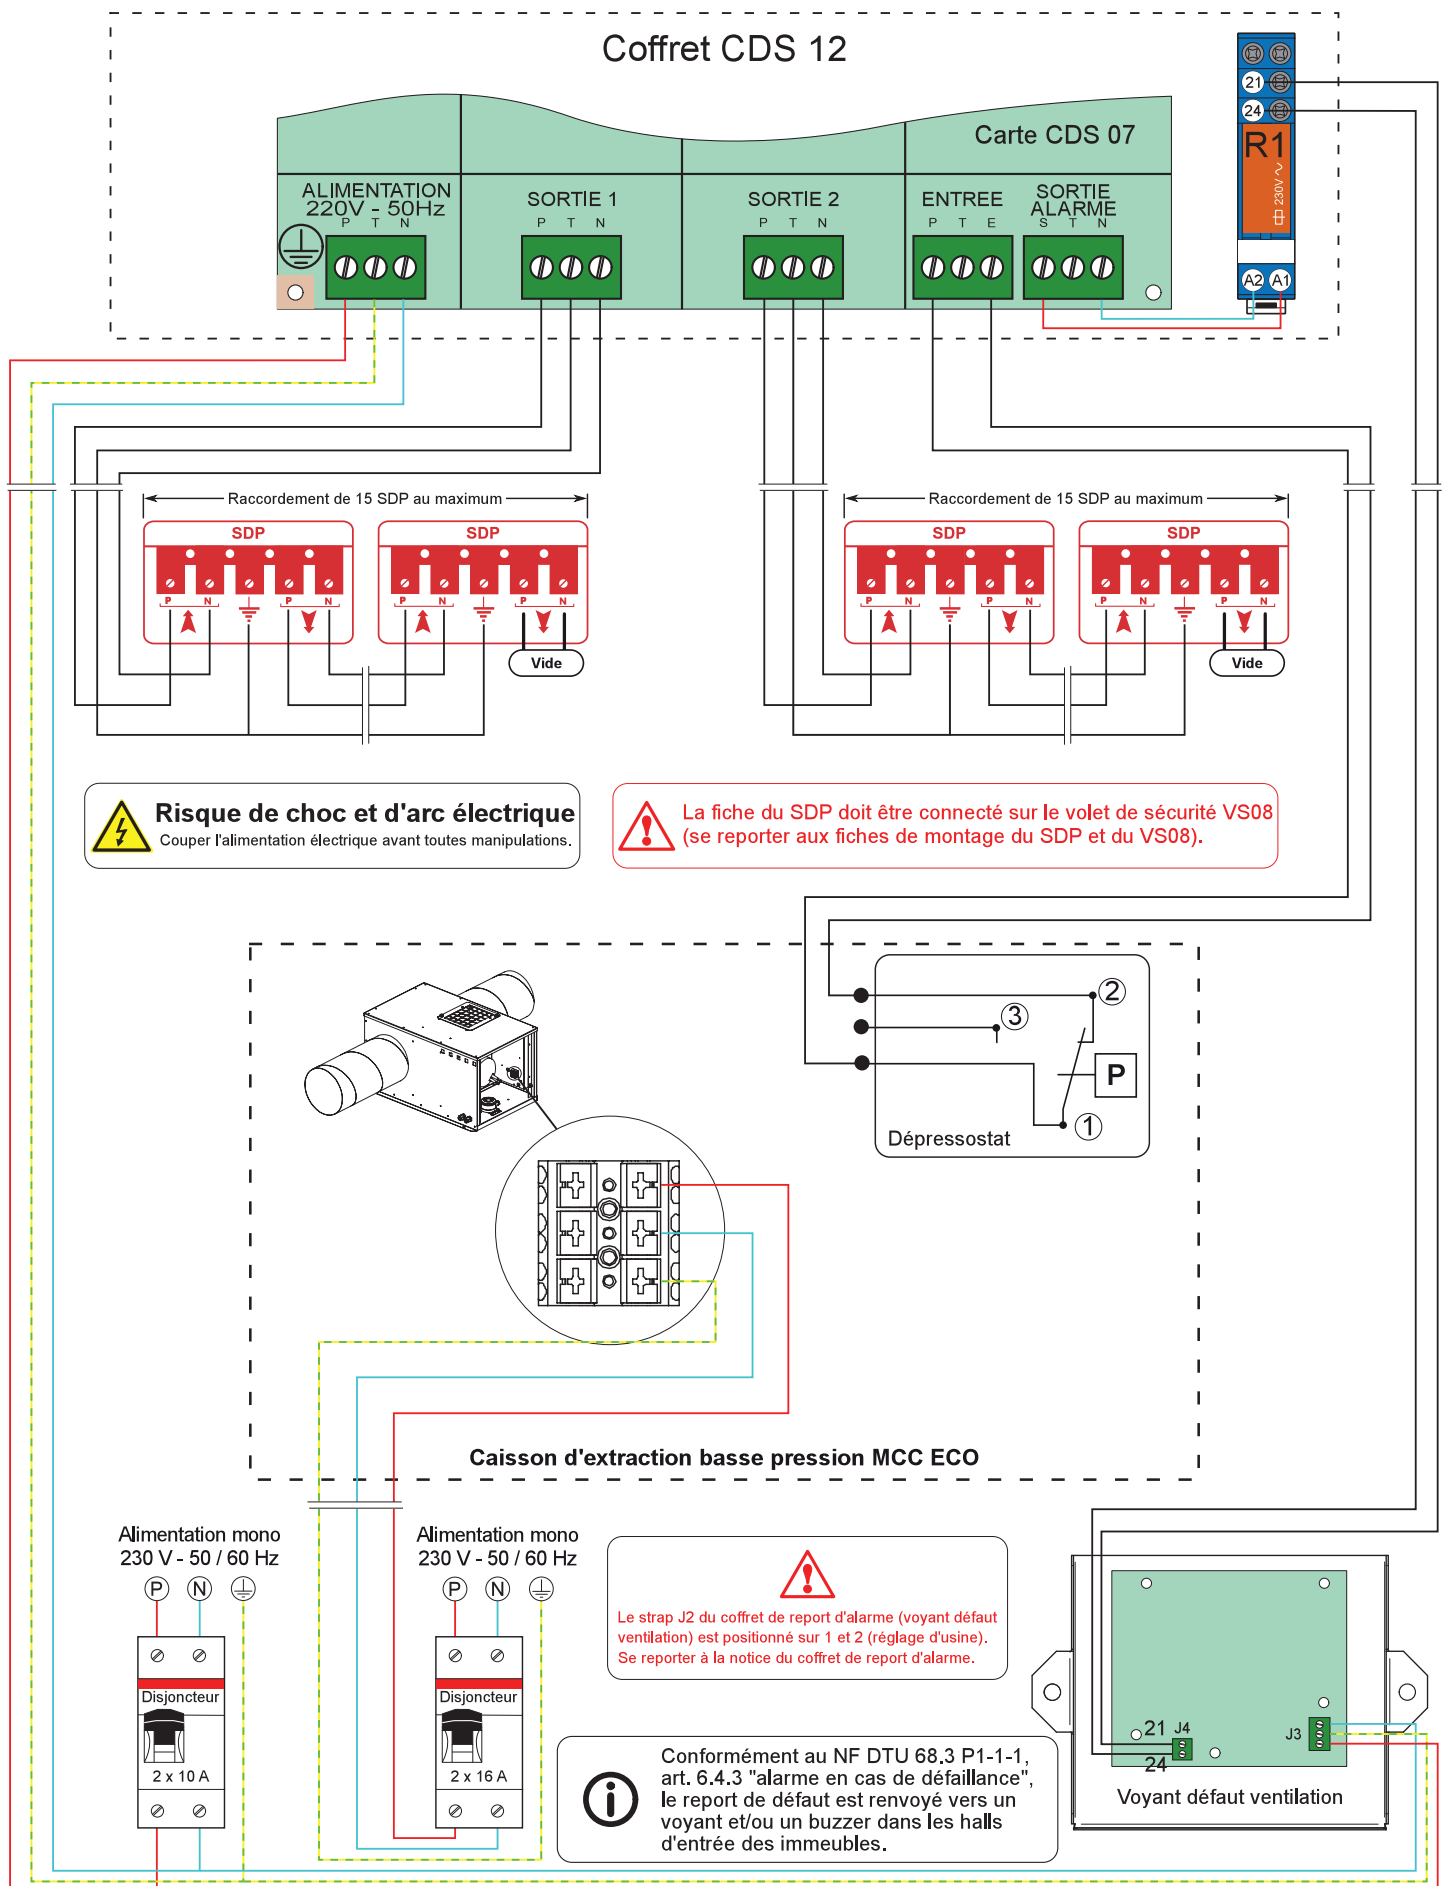 Coffret CDS 12
21
24
Carte CDS 07
R1
230V
ALIMENTATION
220V - 50Hz
P T N
SORTIE 1
P T N
SORTIE 2
P T N
ENTREE
P T E
SORTIE
ALARME
S T N
A2 A1
Raccordement de 15 SDP au maximum
SDP
P N P N
SDP
P N P N
Vide
Raccordement de 15 SDP au maximum
SDP
P N P N
SDP
P N P N
Vide
Risque de choc et d'arc électrique
Couper l'alimentation électrique avant toutes manipulations.
La fiche du SDP doit être connecté sur le volet de sécurité VS08
(se reporter aux fiches de montage du SDP et du VS08).
2
3
P
1
Dépressostat
Caisson d'extraction basse pression MCC ECO
Alimentation mono
230 V - 50 / 60 Hz
P N
Disjoncteur
2 x 10 A
Alimentation mono
230 V - 50 / 60 Hz
P N
Disjoncteur
2 x 16 A
Le strap J2 du coffret de report d'alarme (voyant défaut
ventilation) est positionné sur 1 et 2 (réglage d'usine).
Se reporter à la notice du coffret de report d'alarme.
Conformément au NF DTU 68.3 P1-1-1,
art. 6.4.3 "alarme en cas de défaillance",
le report de défaut est renvoyé vers un
voyant et/ou un buzzer dans les halls
d'entrée des immeubles.
21 J4
24
J3
Voyant défaut ventilation